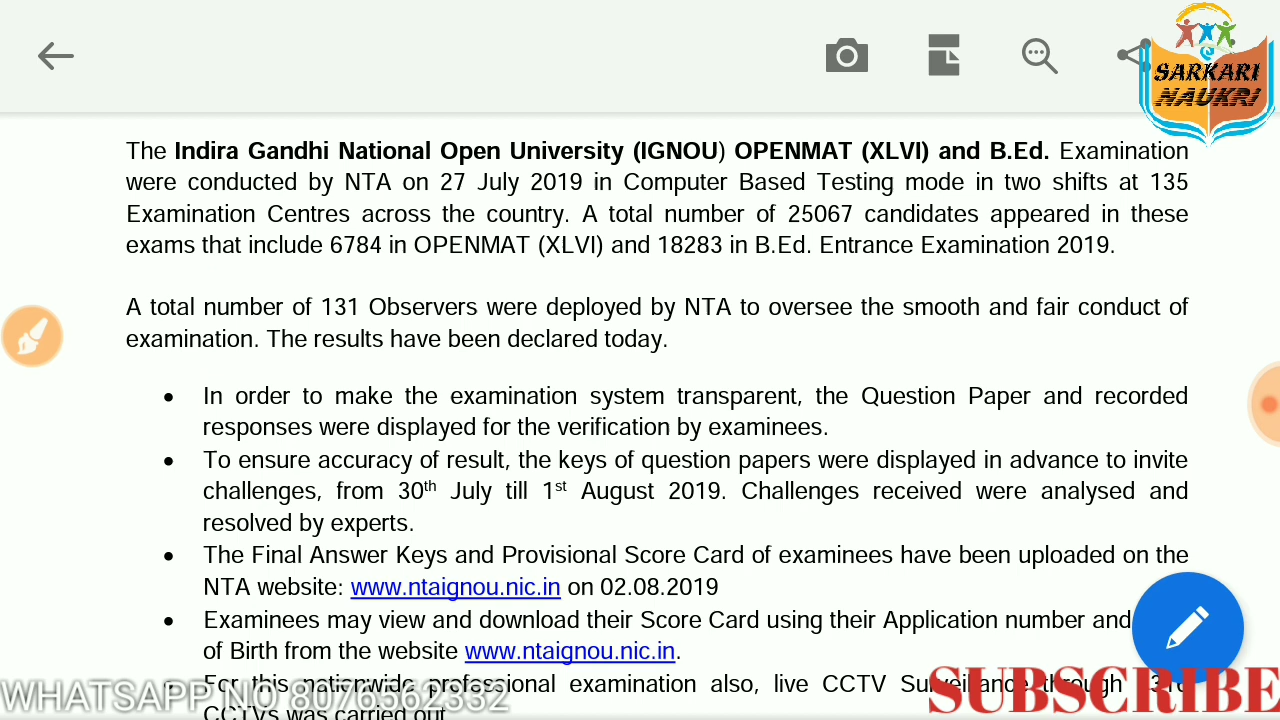 SARKARI
NAUKRI
The Indira Gandhi National Open University (IGNOU) OPENMAT (XLVI) and B.Ed. Examination
were conducted by NTA on 27 July 2019 in Computer Based Testing mode in two shifts at 135
Examination Centres across the country. A total number of 25067 candidates appeared in these
exams that include 6784 in OPENMAT (XLVI) and 18283 in B.Ed. Entrance Examination 2019.
A total number of 131 Observers were deployed by NTA to oversee the smooth and fair conduct of
examination. The results have been declared today.
• In order to make the examination system transparent, the Question Paper and recorded
responses were displayed for the verification by examinees.
• To ensure accuracy of result, the keys of question papers were displayed in advance to invite
challenges, from 30th July till 1st August 2019. Challenges received were analysed and
resolved by experts.
• The Final Answer Keys and Provisional Score Card of examinees have been uploaded on the
NTA website: www.ntaignou.nic.in on 02.08.2019
• Examinees may view and download their Score Card using their Application number and
of Birth from the website www.ntaignou.nic.in.
• For this nationwide professional examination also, live CCTV Surveillance through
CCTVs was carried out
WHATSAPP NO 8076562332
SUBSCRIBE